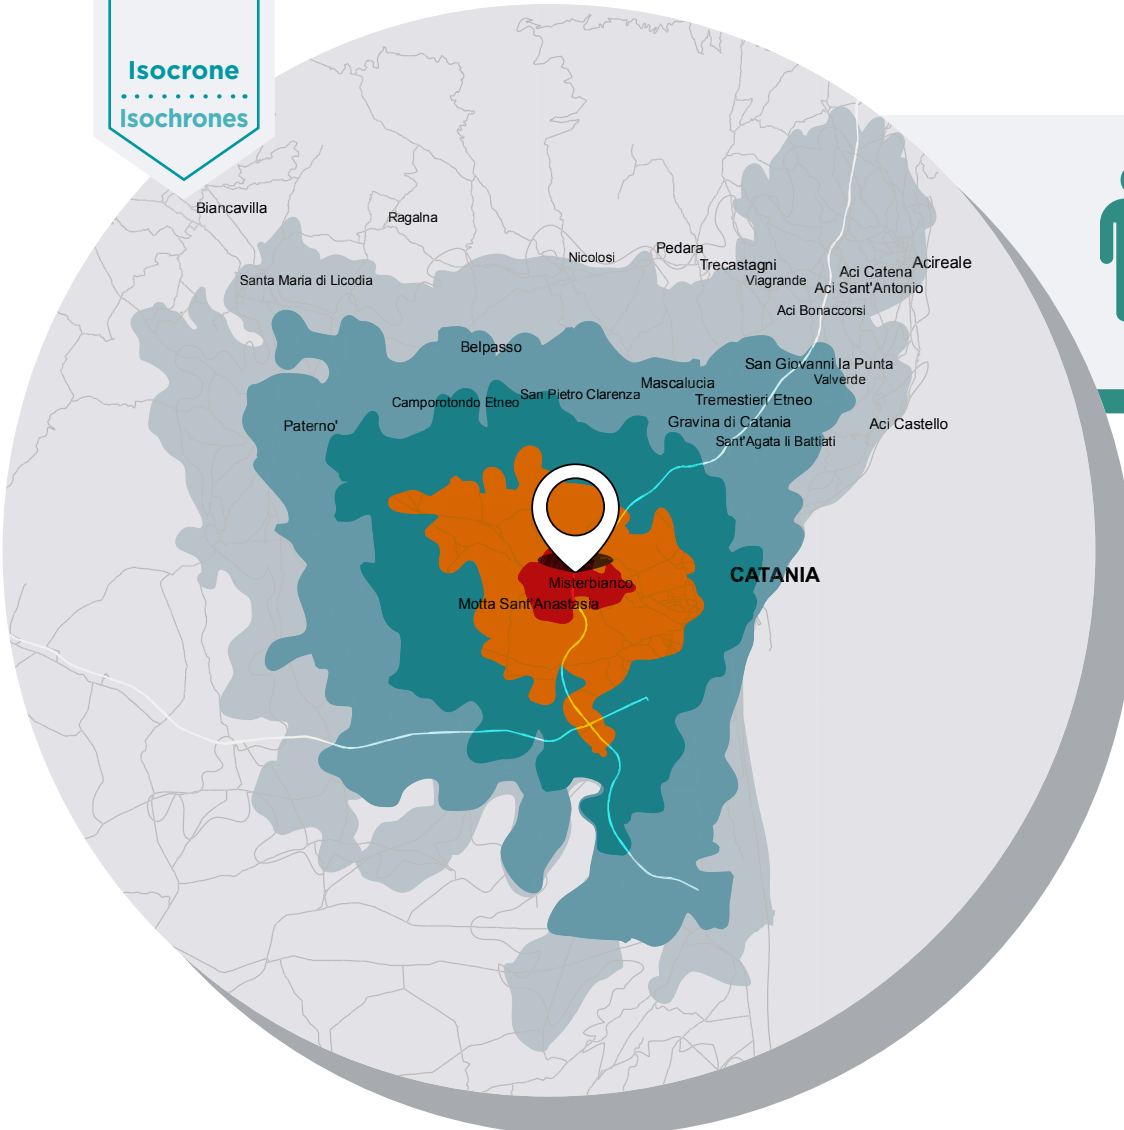 Isocrone
Isochrones
Biancavilla
Ragalna
Nicolosi
Pedara
Trecastagni
Viagrande
Aci Catena
Acireale
Santa Maria di Licodia
Aci Sant'Antonio
Aci Bonaccorsi
Belpasso
San Giovanni la Punta
Valverde
Mascalucia
San Pietro Clarenza
Camporotondo Etneo
Tremestieri Etneo
Paterno'
Gravina di Catania
Aci Castello
Sant'Agata li Battiati
CATANIA
Misterbianco
Motta Sant'Anastasia